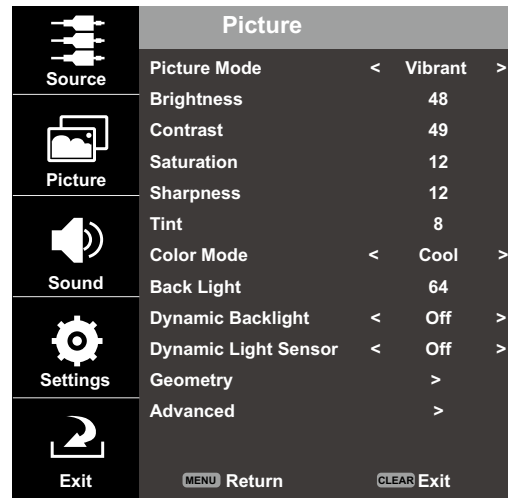 Source
Picture
Sound
Settings
Exit
Picture
Picture Mode < Vibrant >
Brightness 48
Contrast 49
Saturation 12
Sharpness 12
Tint 8
Color Mode < Cool >
Back Light 64
Dynamic Backlight < Off >
Dynamic Light Sensor < Off >
Geometry >
Advanced >
MENU Return CLEAR Exit